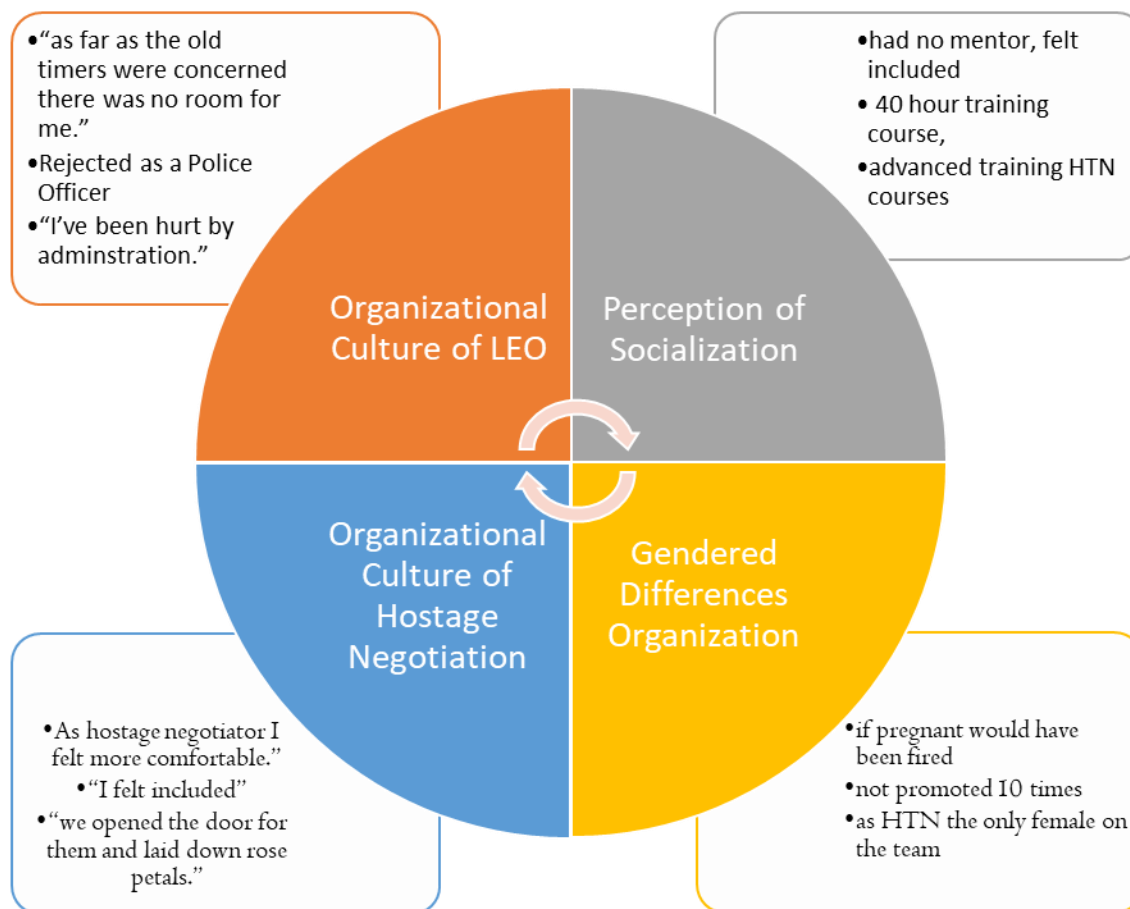 •“as far as the old
timers were concerned
there was no room for
me.”
•Rejected as a Police
Officer
•“I’ve been hurt by
adminstration.”
•had no mentor, felt
included
• 40 hour training
course,
•advanced training HTN
courses
Organizational
Culture of LEO
Perception of
Socialization
Organizational
Culture of
Hostage
Negotiation
Gendered
Differences
Organization
•As hostage negotiator I
felt more comfortable.”
•“I felt included”
•“we opened the door for
them and laid down rose
petals.”
•if pregnant would have
been fired
•not promoted 10 times
•as HTN the only female on
the team